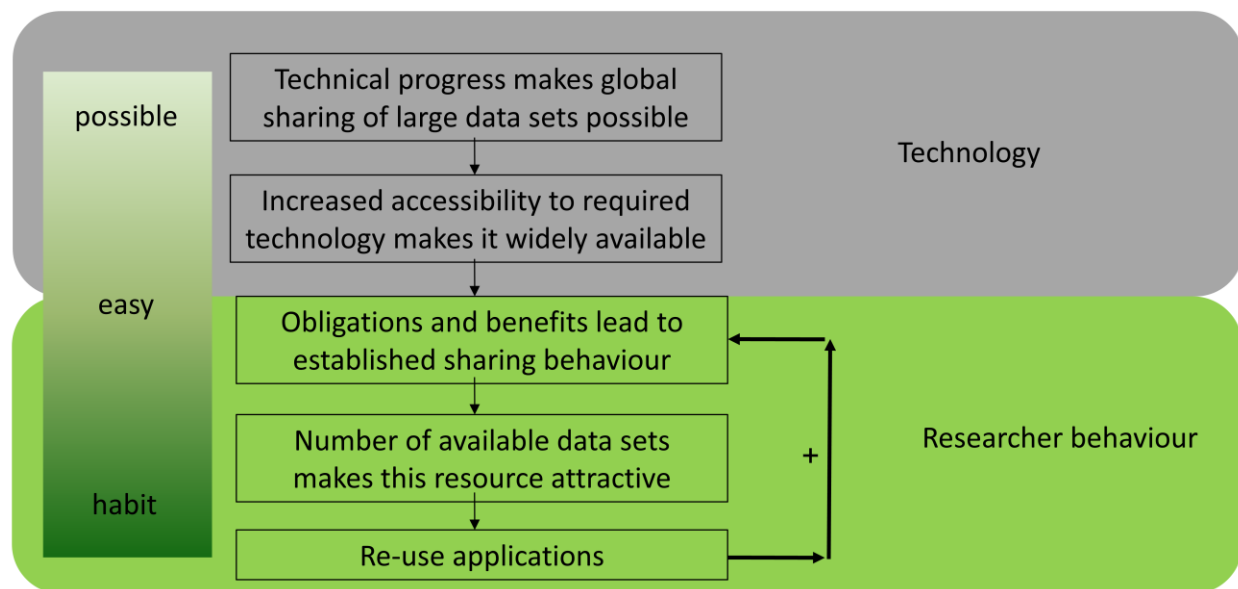 possible
easy
habit
Technical progress makes global
sharing of large data sets possible
Increased accessibility to required
technology makes it widely available
Obligations and benefits lead to
established sharing behaviour
Number of available data sets
makes this resource attractive
Re-use applications
+
Technology
Researcher behaviour